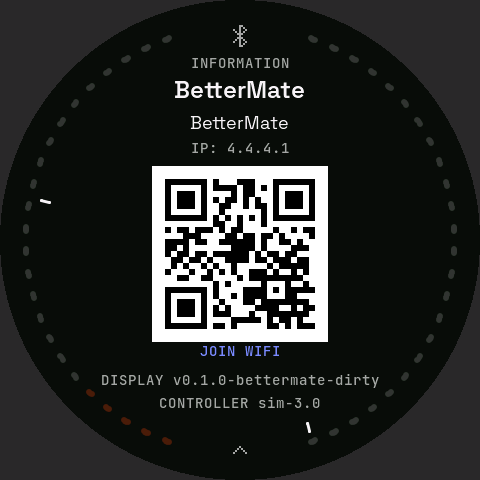 INFORMATION
BetterMate
BetterMate
IP: 4.4.4.1
JOIN WIFI
DISPLAY v0.1.0-bettermate-dirty
CONTROLLER sim-3.0